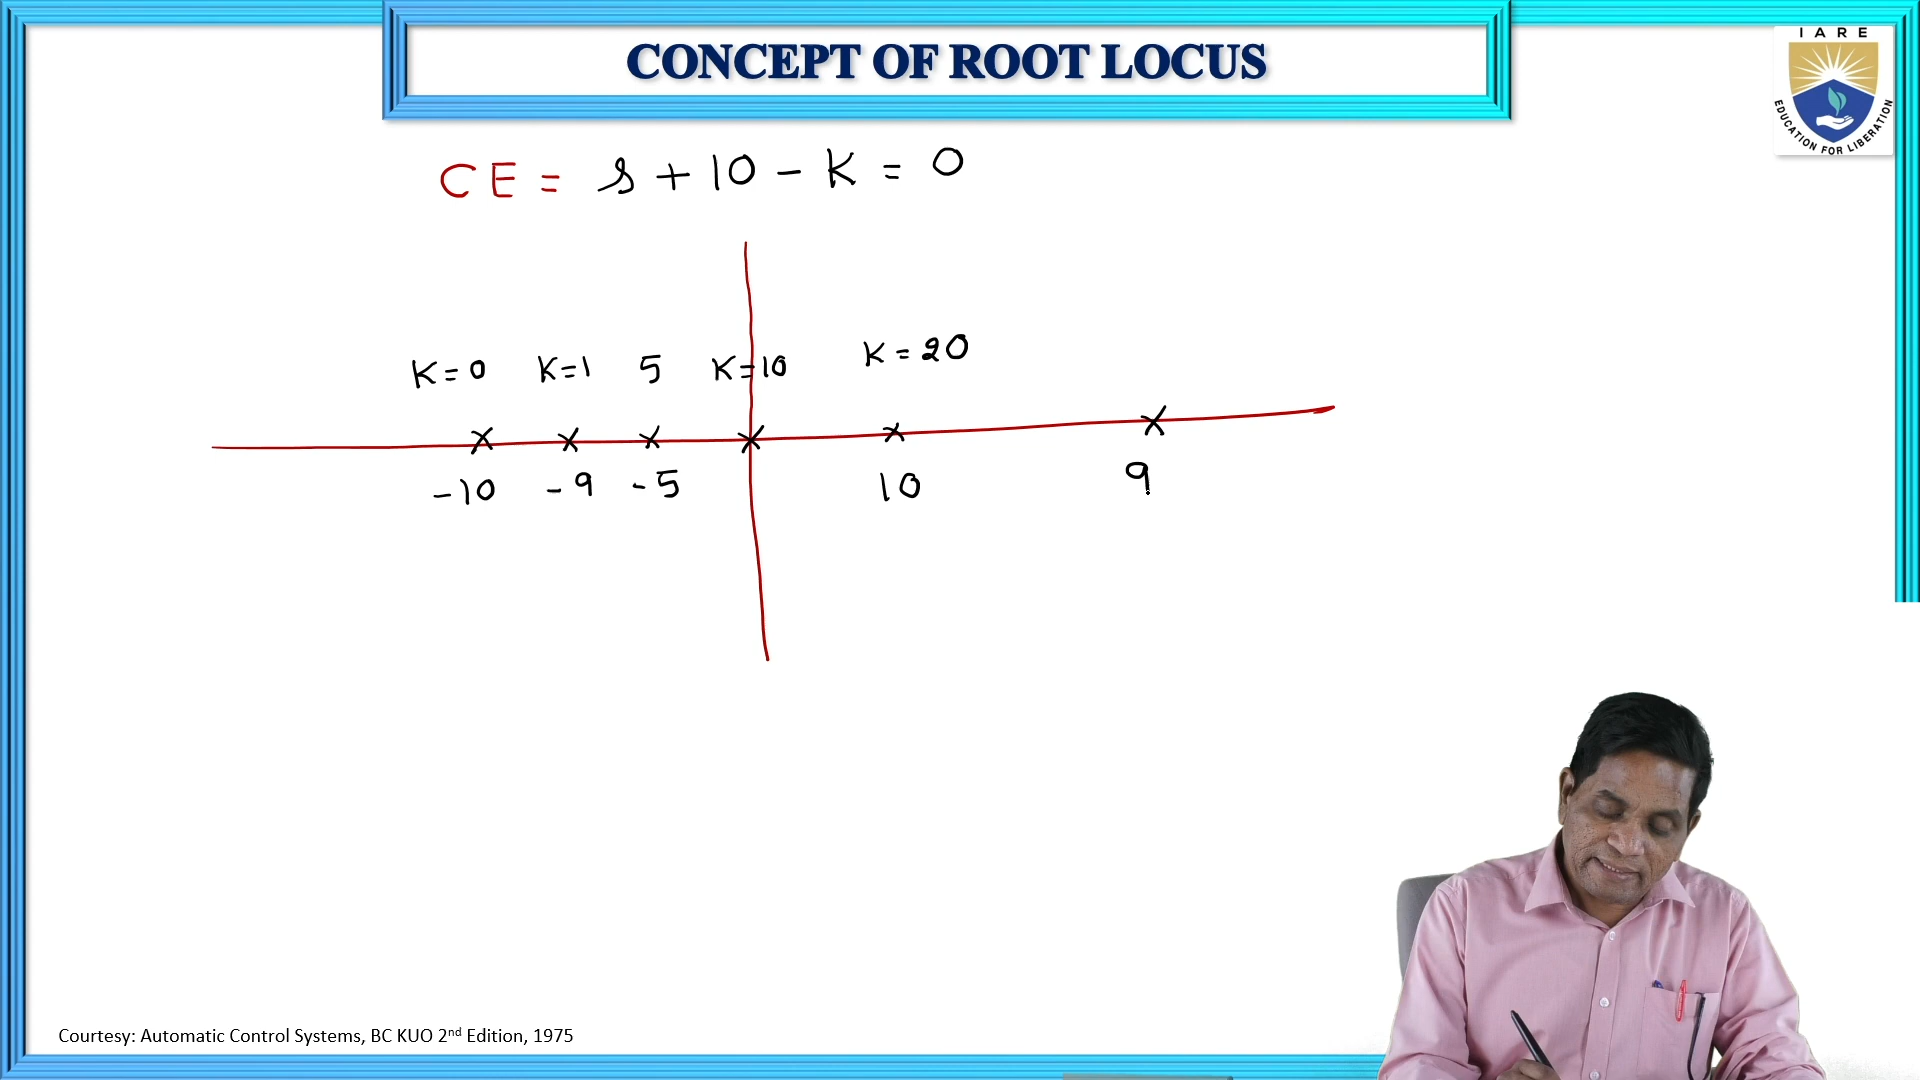 CONCEPT OF ROOT LOCUS
IARE
EDUCATION FOR LIBERATION
CE = s + 10 - K = 0
K=0 K=1 5 K=10 K=20
-10 -9 -5 10 9
Courtesy: Automatic Control Systems, BC KUO 2nd Edition, 1975